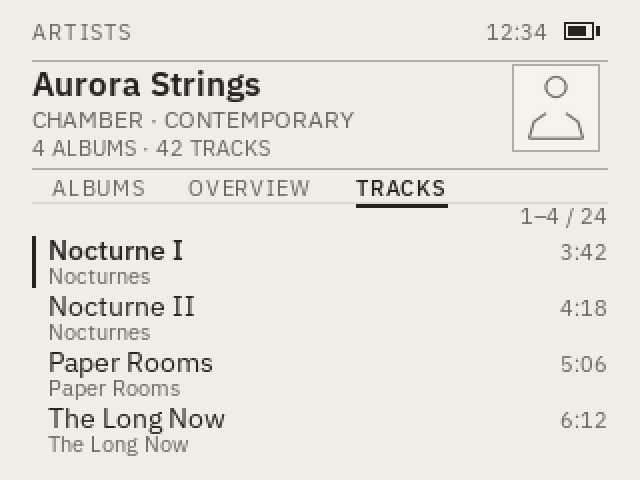 ARTISTS 12:34
Aurora Strings
CHAMBER · CONTEMPORARY
4 ALBUMS · 42 TRACKS
ALBUMS OVERVIEW TRACKS
1–4 / 24
Nocturne I 3:42
Nocturnes
Nocturne II 4:18
Nocturnes
Paper Rooms 5:06
Paper Rooms
The Long Now 6:12
The Long Now